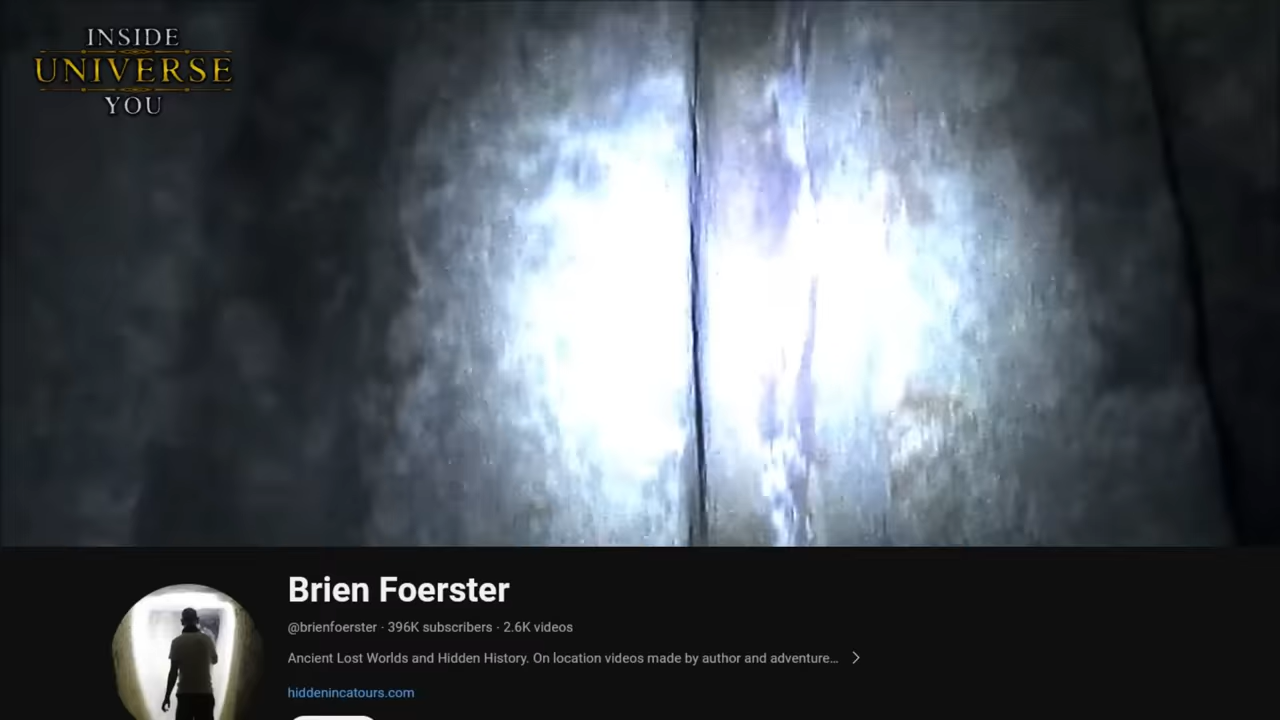 INSIDE
UNIVERSE
YOU
Brien Foerster
@brienfoerster · 396K subscribers · 2.6K videos
Ancient Lost Worlds and Hidden History. On location videos made by author and adventure...
hiddenincatours.com